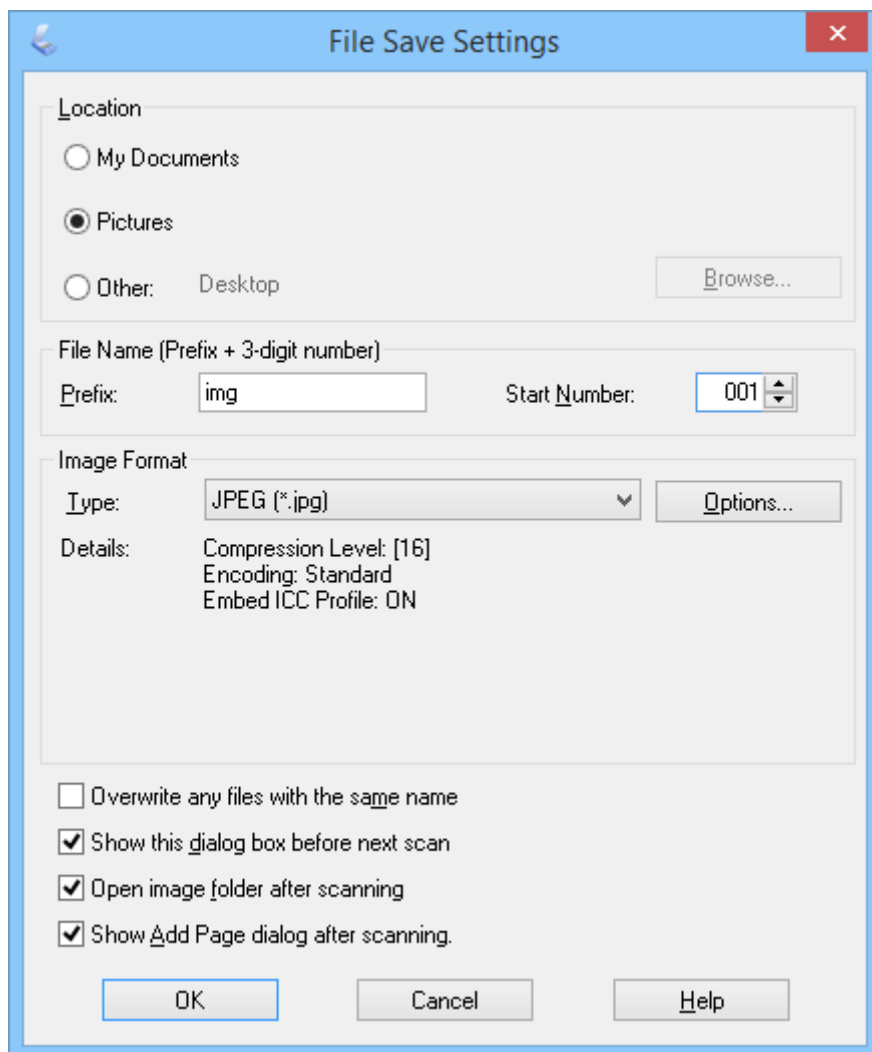 File Save Settings
Location
My Documents
Pictures
Other: Desktop Browse...
File Name (Prefix + 3-digit number)
Prefix: img Start Number: 001
Image Format
Type: JPEG (*.jpg) Options...
Details: Compression Level: [16]
Encoding: Standard
Embed ICC Profile: ON
Overwrite any files with the same name
Show this dialog box before next scan
Open image folder after scanning
Show Add Page dialog after scanning.
OK Cancel Help